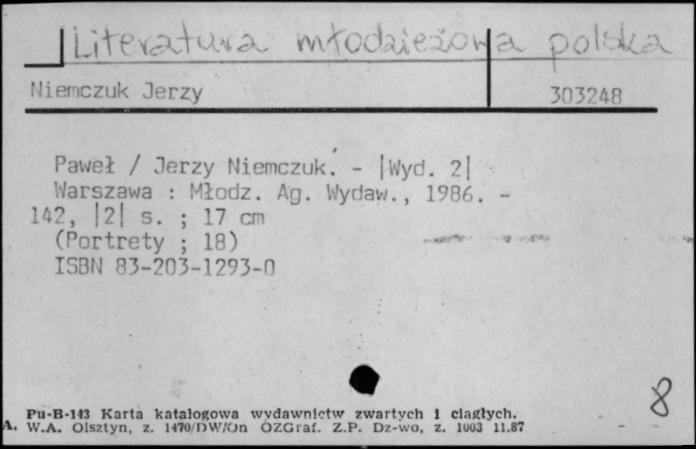 Literatura młodzieżowa polska
Niemczuk Jerzy 303248
Paweł / Jerzy Niemczuk. - |Wyd. 2|
Warszawa : Młodz. Ag. Wydaw., 1986. -
142, |2| s. ; 17 cm
(Portrety ; 18)
ISBN 83-203-1293-0
8
Pu-B-143 Karta katalogowa wydawnictw zwartych i ciągłych.
A. W.A. Olsztyn, z. 1470/DW/On OZGraf. Z.P. Dz-wo, z. 1003 11.87